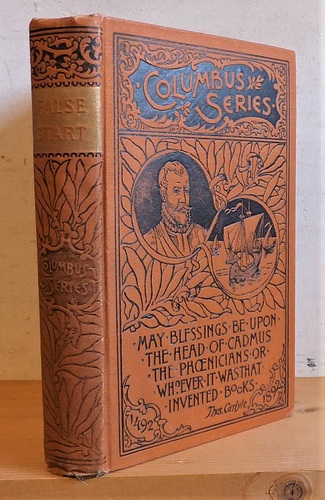 FALSE
START
COLUMBUS
SERIES
COLUMBUS
SERIES
MAY BLESSINGS BE UPON
THE HEAD OF CADMUS
THE PHŒNICIANS OR
WHOEVER IT WAS THAT
INVENTED BOOKS
Thos. Carlyle
1492
1892